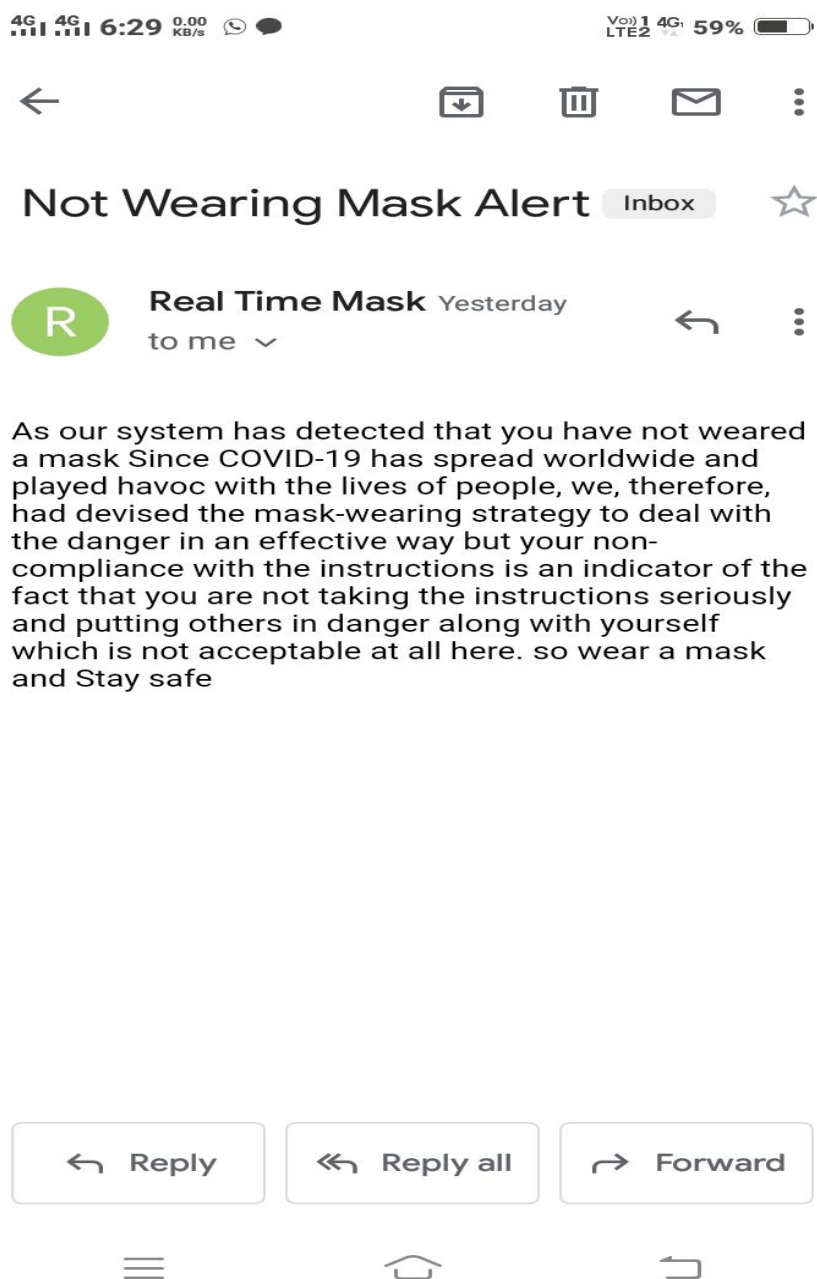 4G 4G 6:29 0.00 KB/s Vo)) 1 LTE2 4G 59%
Not Wearing Mask Alert Inbox
R
Real Time Mask Yesterday
to me
As our system has detected that you have not weared
a mask Since COVID-19 has spread worldwide and
played havoc with the lives of people, we, therefore,
had devised the mask-wearing strategy to deal with
the danger in an effective way but your non-
compliance with the instructions is an indicator of the
fact that you are not taking the instructions seriously
and putting others in danger along with yourself
which is not acceptable at all here. so wear a mask
and Stay safe
Reply Reply all Forward